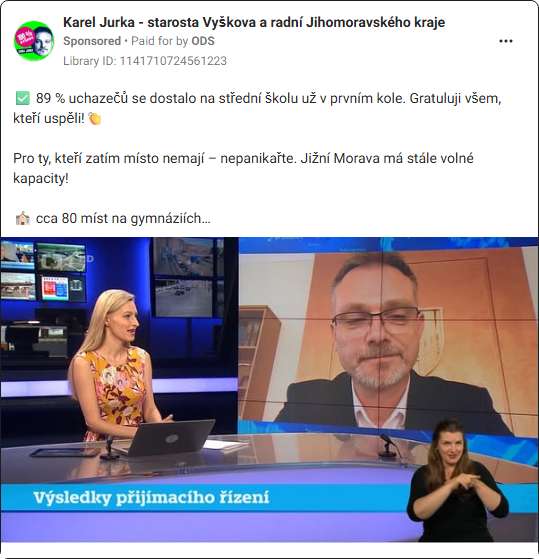 Karel Jurka - starosta Vyškova a radní Jihomoravského kraje
Sponsored • Paid for by ODS
Library ID: 1141710724561223
✅ 89 % uchazečů se dostalo na střední školu už v prvním kole. Gratuluji všem,
kteří uspěli! 👏
Pro ty, kteří zatím místo nemají – nepanikařte. Jižní Morava má stále volné
kapacity!
🏫 cca 80 míst na gymnáziích...
Výsledky přijímacího řízení